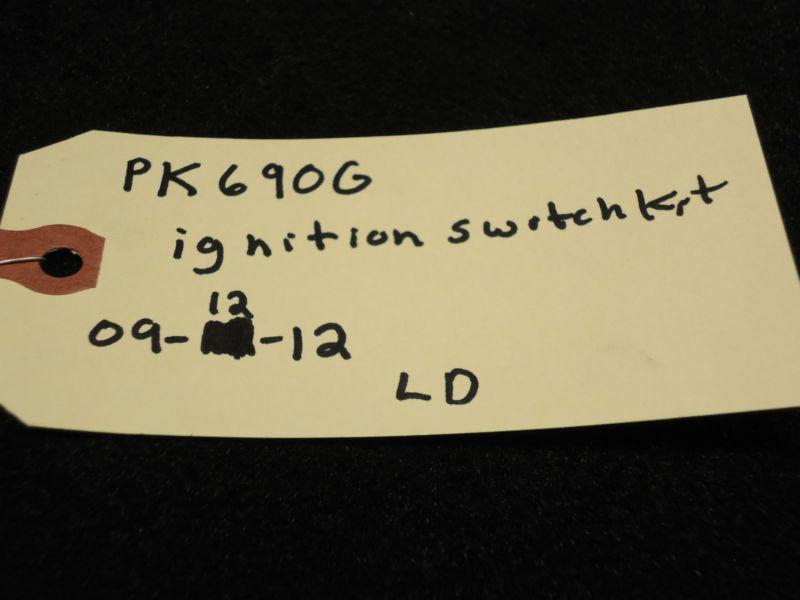 PK690G
ignition switch kit
12
09-██-12
LD